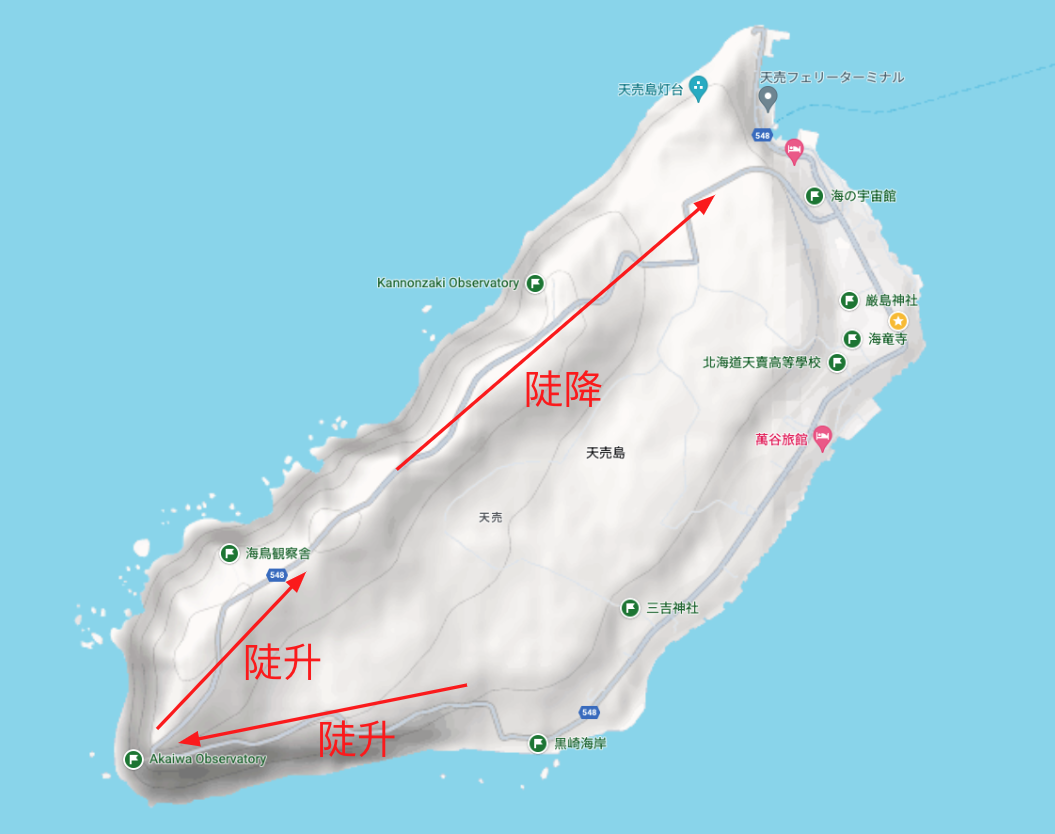 天売フェリーターミナル
天売島灯台
548
海の宇宙館
Kannonzaki Observatory
厳島神社
海竜寺
北海道天賣高等學校
陡降
萬谷旅館
天売島
天売
海鳥観察舎
548
三吉神社
陡升
548
陡升
黒崎海岸
Akaiwa Observatory